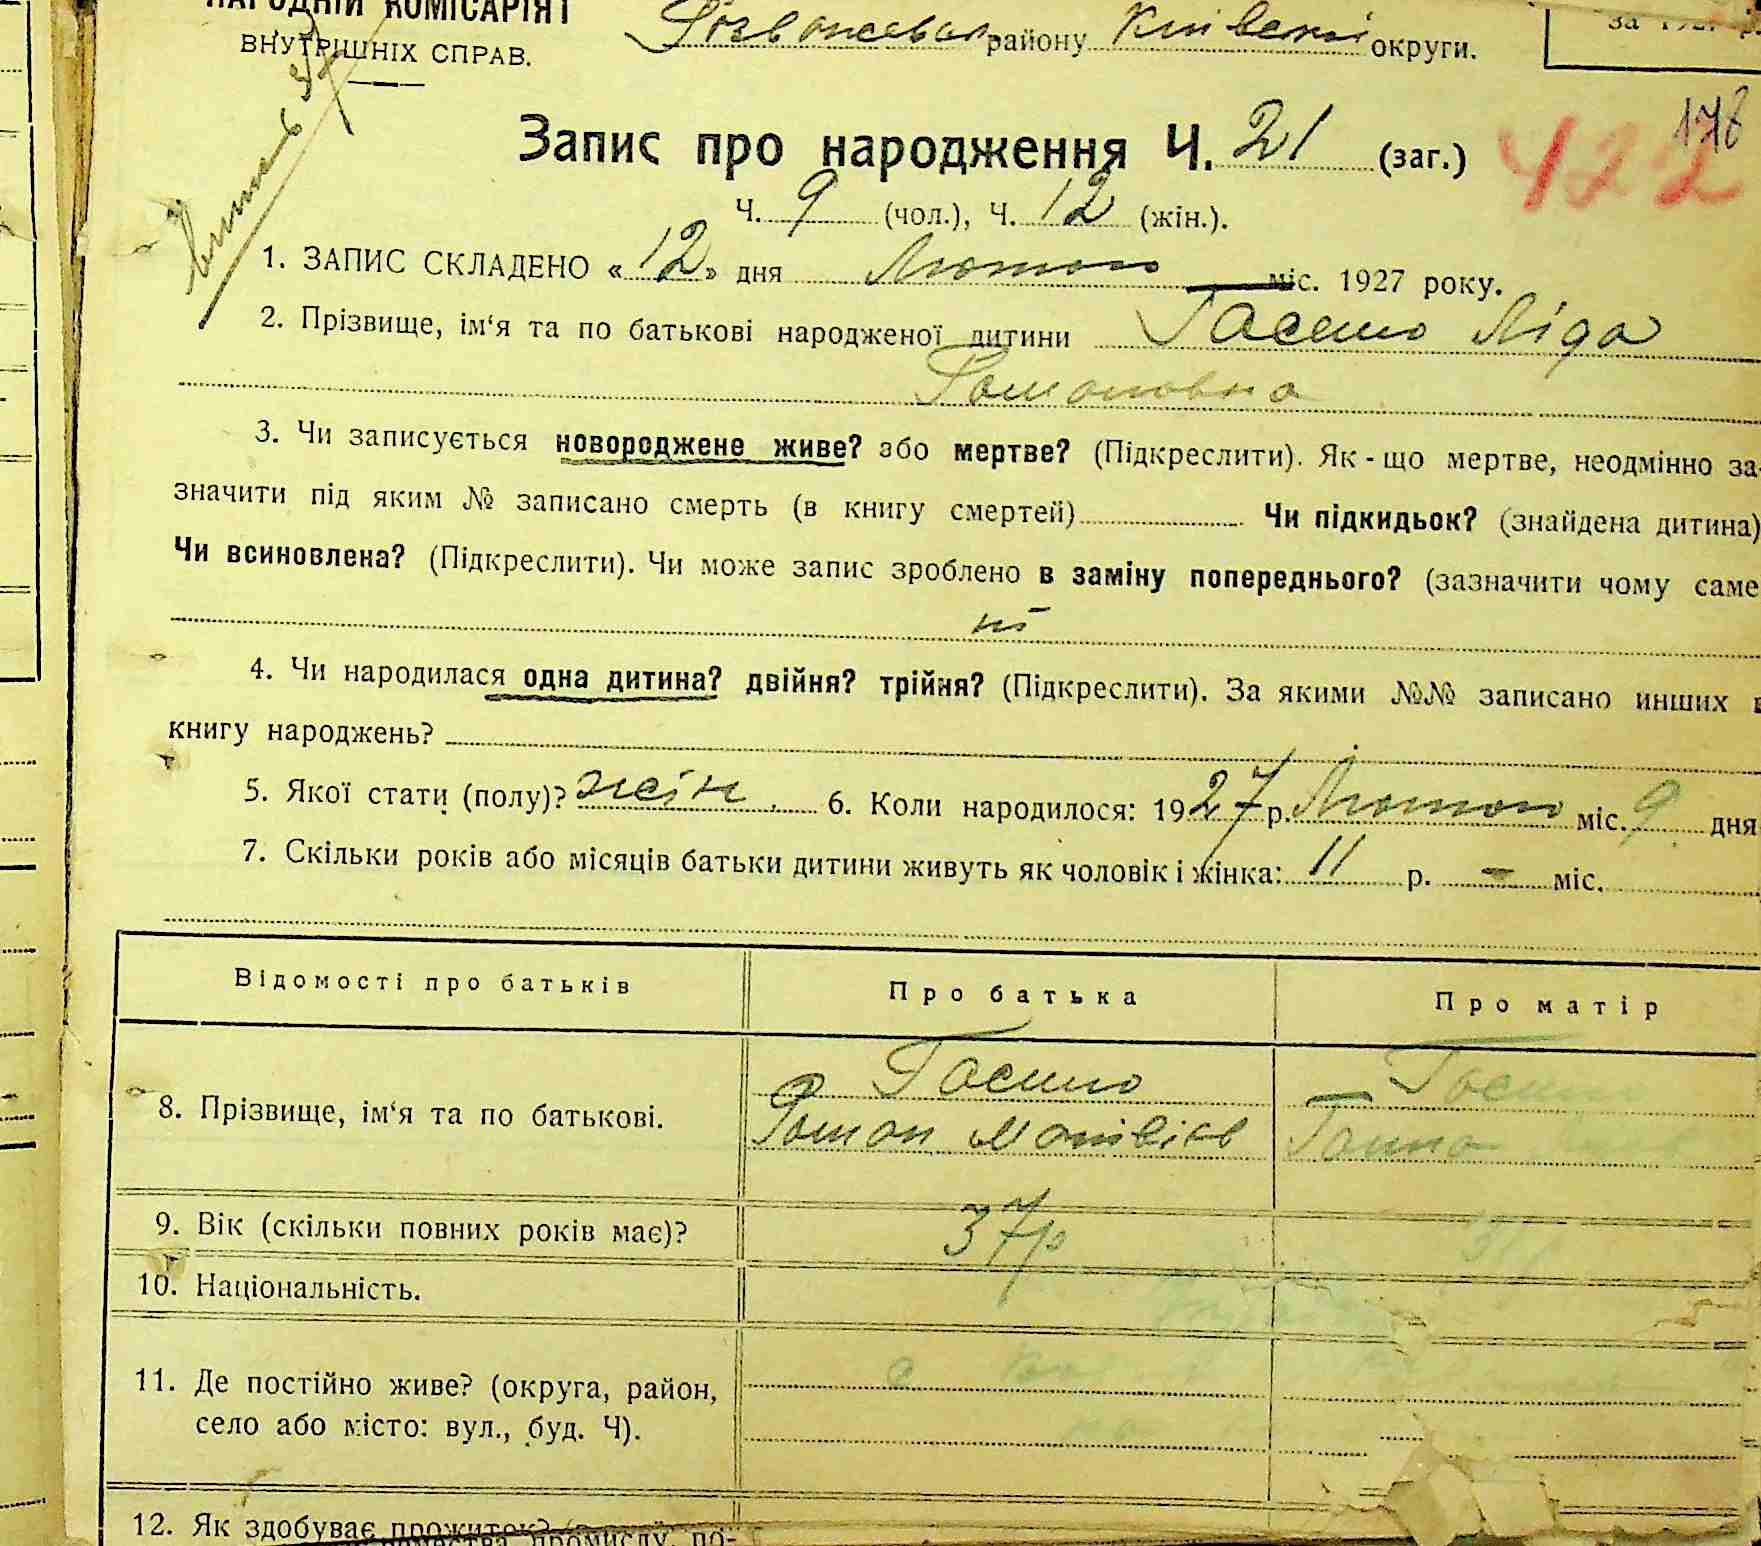 НАРОДНІЙ КОМІСАРІЯТ
ВНУТРІШНІХ СПРАВ.
району Київської округи.
за 1927 р.
Запис про народження Ч. 21 (заг.)
422
178
Ч. 9 (чол.), Ч. 12 (жін.).
1. ЗАПИС СКЛАДЕНО «12» дня Лютого міс. 1927 року.
2. Прізвище, ім‘я та по батькові народженої дитини Ліда
Романовна
3. Чи записується новороджене живе? або мертве? (Підкреслити). Як-що мертве, неодмінно за-
значити під яким № записано смерть (в книгу смертей) Чи підкидьок? (знайдена дитина)
Чи всиновлена? (Підкреслити). Чи може запис зроблено в заміну попереднього? (зазначити чому саме
ні
4. Чи народилася одна дитина? двійня? трійня? (Підкреслити). За якими №№ записано инших в
книгу народжень?
5. Якої стати (полу)? жін. 6. Коли народилося: 1927 р. Лютого міс. 9 дня
7. Скільки років або місяців батьки дитини живуть як чоловік і жінка: 11 р. — міс.
Відомості про батьків
Про батька
Про матір
8. Прізвище, ім‘я та по батькові.
Роман
Ганна
9. Вік (скільки повних років має)?
37р
10. Національність.
11. Де постійно живе? (округа, район,
село або місто: вул., буд. Ч).
12. Як здобуває прожиток?